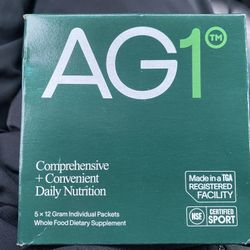 AG1™
Comprehensive
+ Convenient
Daily Nutrition
5 x 12 Gram Individual Packets
Whole Food Dietary Supplement
Made in a TGA
REGISTERED
FACILITY
NSF
CERTIFIED
SPORT